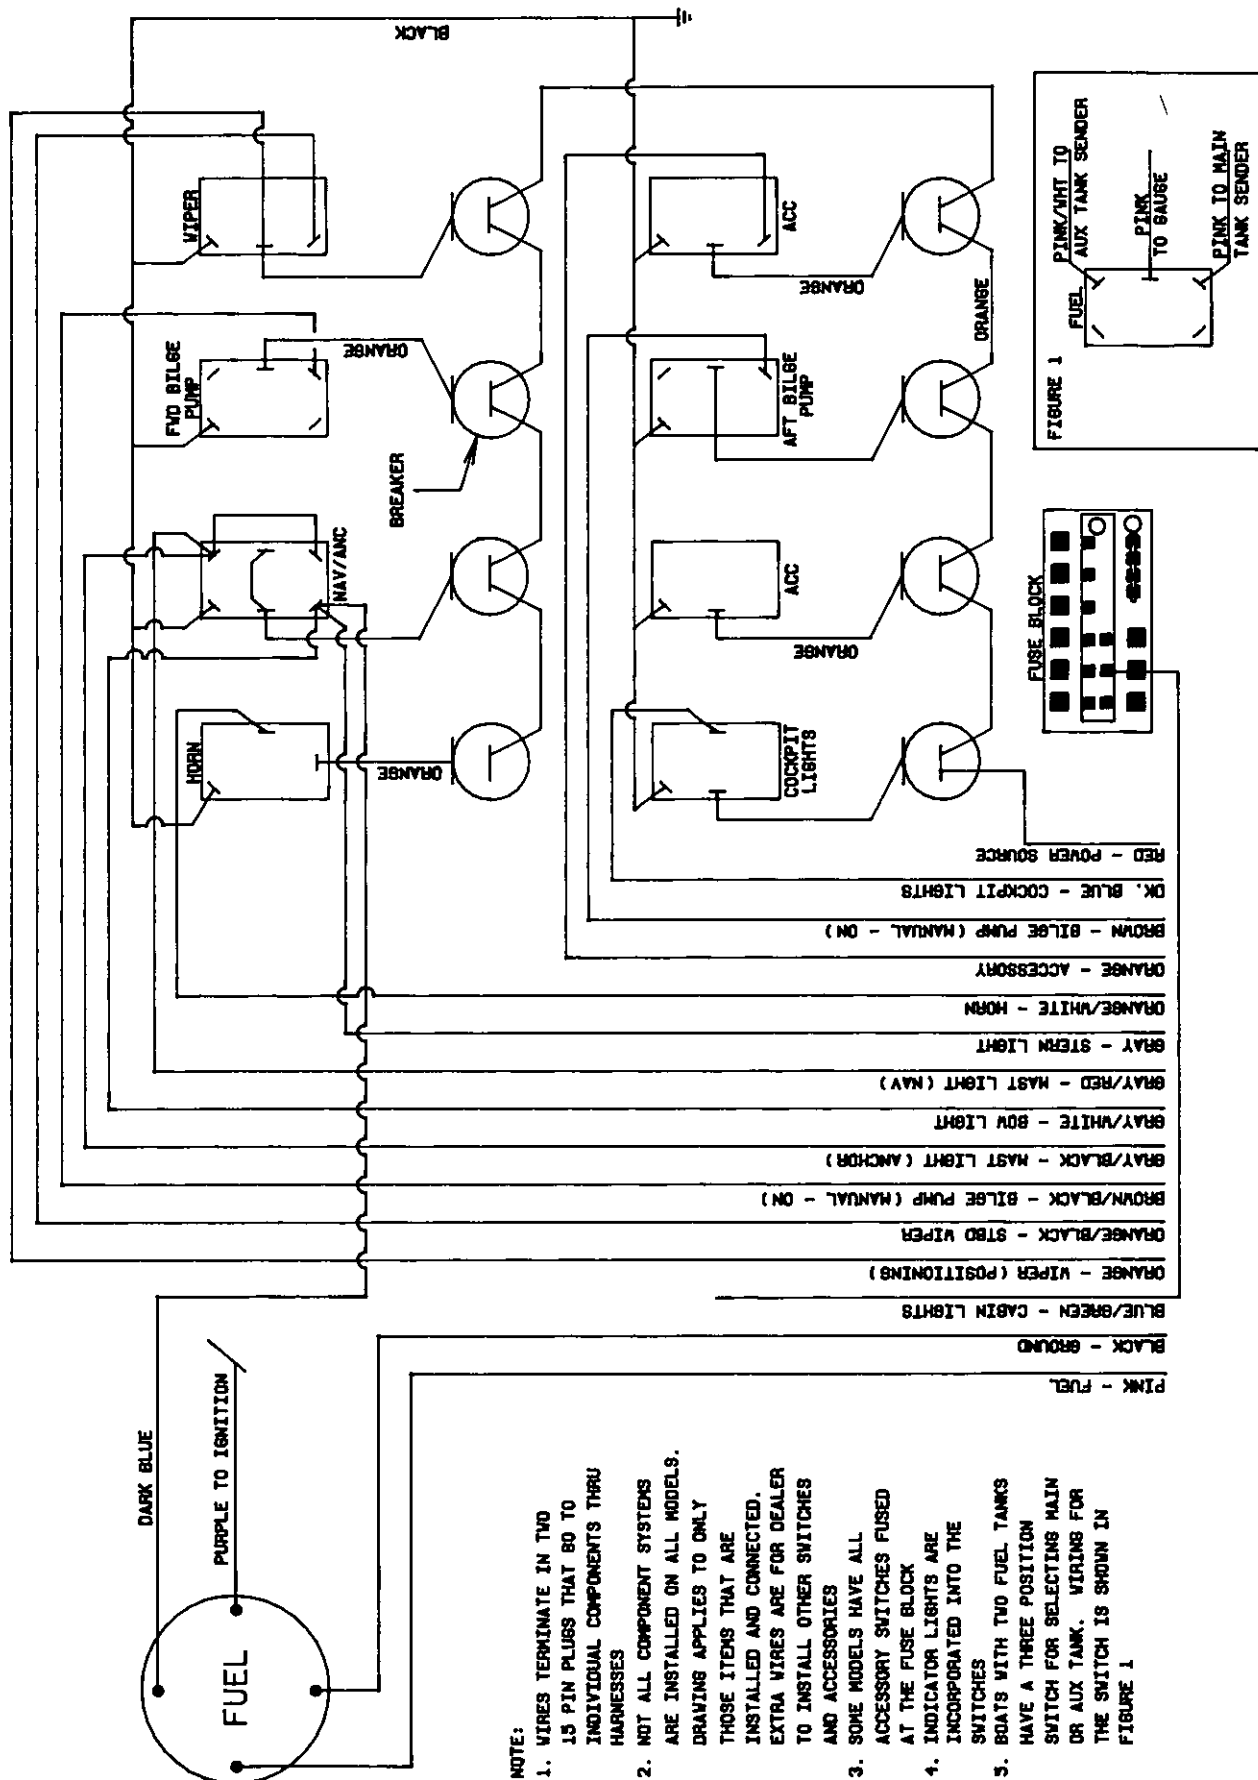 BLACK
WIPER
FWD BILGE
PUMP
NAV/ANC
HORN
ORANGE
ORANGE
BREAKER
ACC
AFT BILGE
PUMP
ACC
COCKPIT
LIGHTS
ORANGE
ORANGE
ORANGE
FUSE BLOCK
FIGURE 1
FUEL
PINK/WHT TO
AUX TANK SENDER
PINK
TO GAUGE
PINK TO MAIN
TANK SENDER
RED - POWER SOURCE
DK. BLUE - COCKPIT LIGHTS
BROWN - BILGE PUMP (MANUAL - ON)
ORANGE - ACCESSORY
ORANGE/WHITE - HORN
GRAY - STERN LIGHT
GRAY/RED - MAST LIGHT (NAV)
GRAY/WHITE - BOW LIGHT
GRAY/BLACK - MAST LIGHT (ANCHOR)
BROWN/BLACK - BILGE PUMP (MANUAL - ON)
ORANGE/BLACK - STBD WIPER
ORANGE - WIPER (POSITIONING)
BLUE/GREEN - CABIN LIGHTS
BLACK - GROUND
PINK - FUEL
DARK BLUE
PURPLE TO IGNITION
FUEL
NOTE:
1. WIRES TERMINATE IN TWO
15 PIN PLUGS THAT GO TO
INDIVIDUAL COMPONENTS THRU
HARNESSES
2. NOT ALL COMPONENT SYSTEMS
ARE INSTALLED ON ALL MODELS.
DRAWING APPLIES TO ONLY
THOSE ITEMS THAT ARE
INSTALLED AND CONNECTED.
EXTRA WIRES ARE FOR DEALER
TO INSTALL OTHER SWITCHES
AND ACCESSORIES
3. SOME MODELS HAVE ALL
ACCESSORY SWITCHES FUSED
AT THE FUSE BLOCK
4. INDICATOR LIGHTS ARE
INCORPORATED INTO THE
SWITCHES
5. BOATS WITH TWO FUEL TANKS
HAVE A THREE POSITION
SWITCH FOR SELECTING MAIN
OR AUX TANK. WIRING FOR
THE SWITCH IS SHOWN IN
FIGURE 1